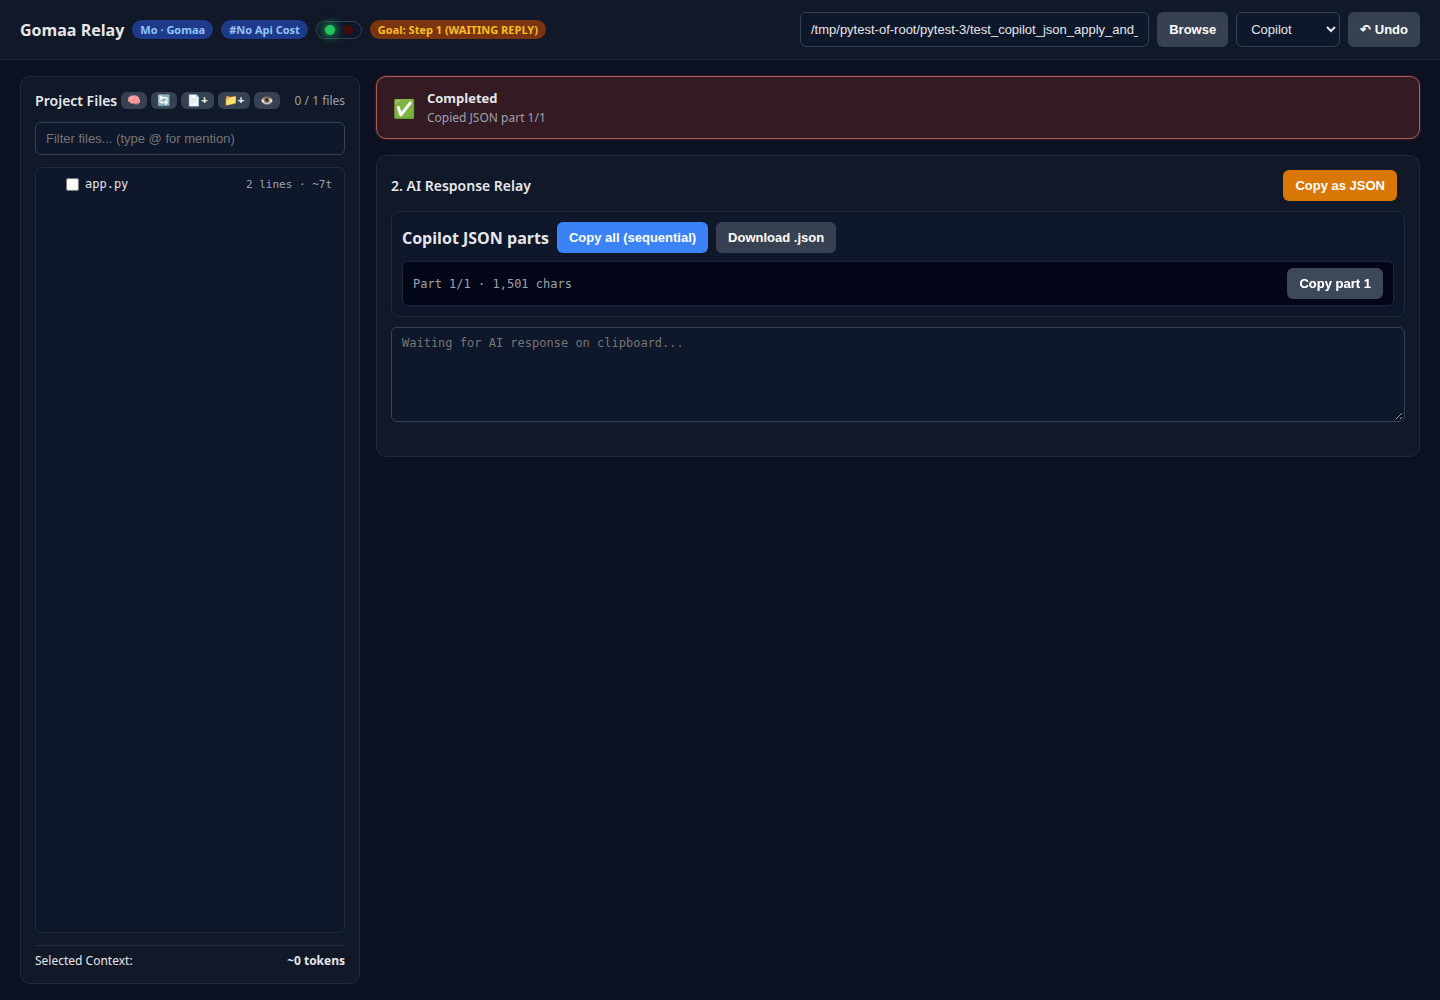 Gomaa Relay
Mo · Gomaa
#No Api Cost
Goal: Step 1 (WAITING REPLY)
/tmp/pytest-of-root/pytest-3/test_copilot_json_apply_and_
Browse
Copilot
↶ Undo
Project Files
0 / 1 files
Filter files... (type @ for mention)
app.py
2 lines · ~7t
Selected Context:
~0 tokens
Completed
Copied JSON part 1/1
2. AI Response Relay
Copy as JSON
Copilot JSON parts
Copy all (sequential)
Download .json
Part 1/1 · 1,501 chars
Copy part 1
Waiting for AI response on clipboard...